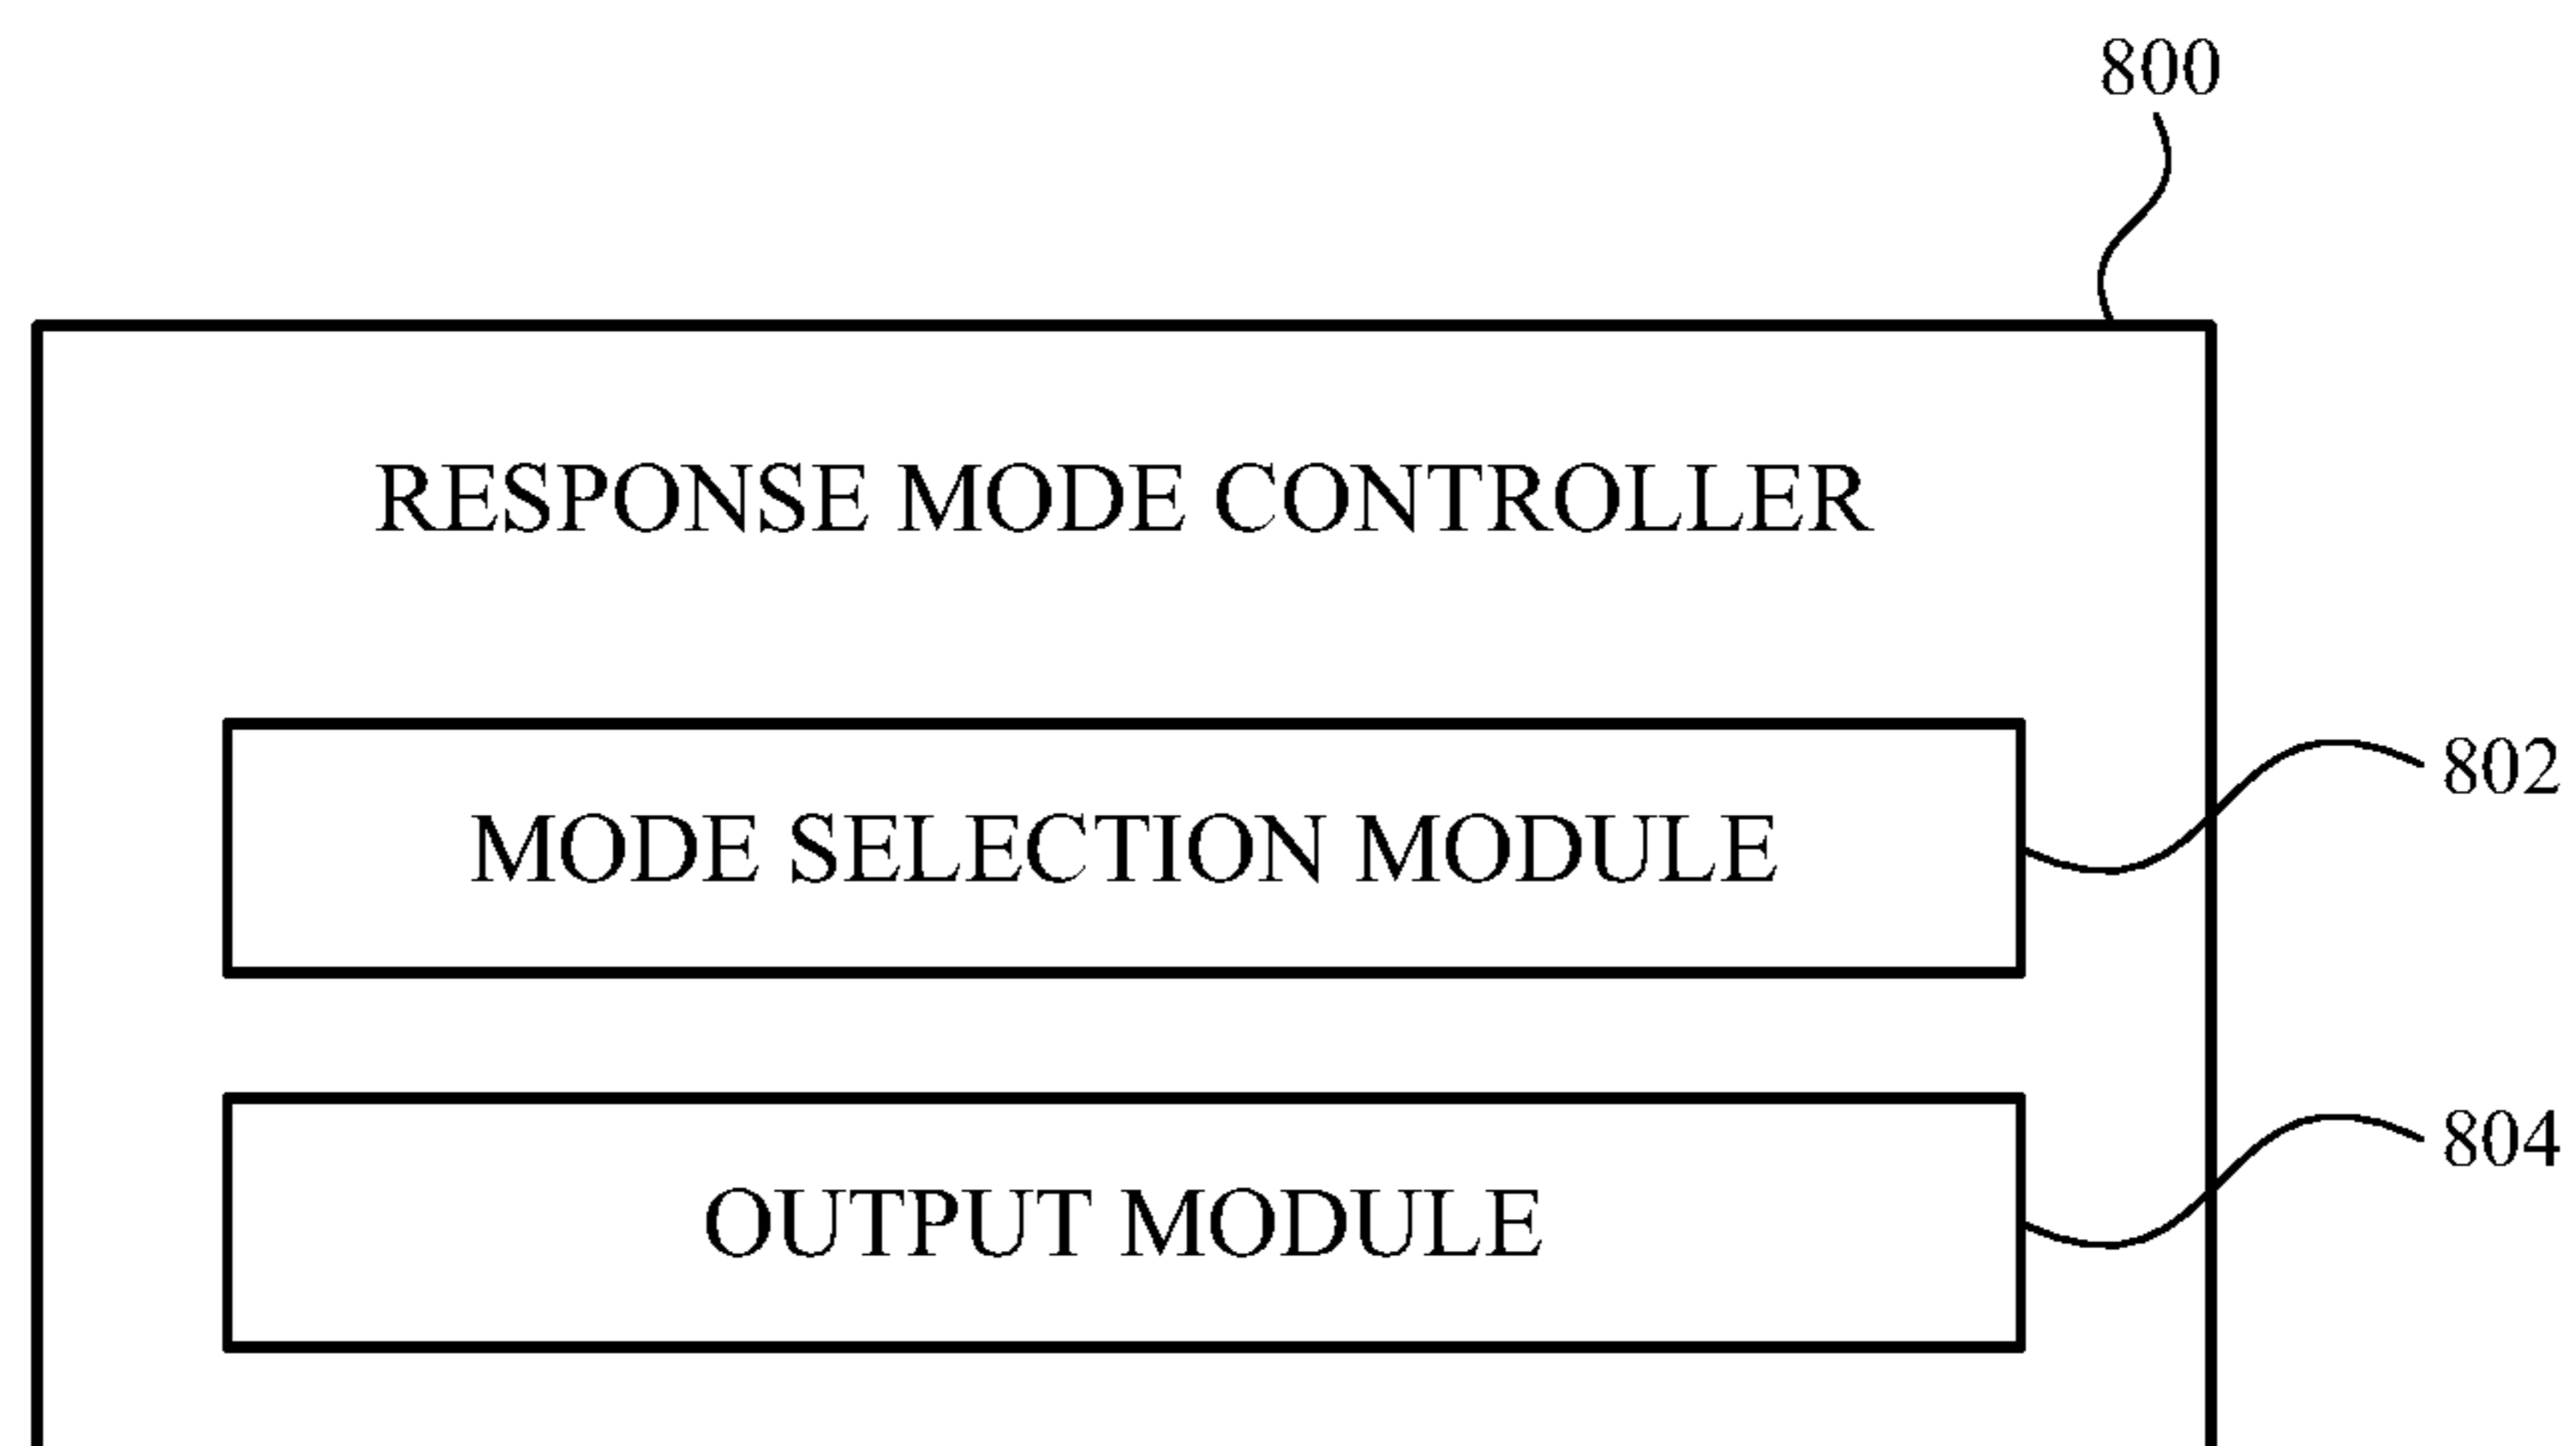 800
RESPONSE MODE CONTROLLER
MODE SELECTION MODULE
802
OUTPUT MODULE
804